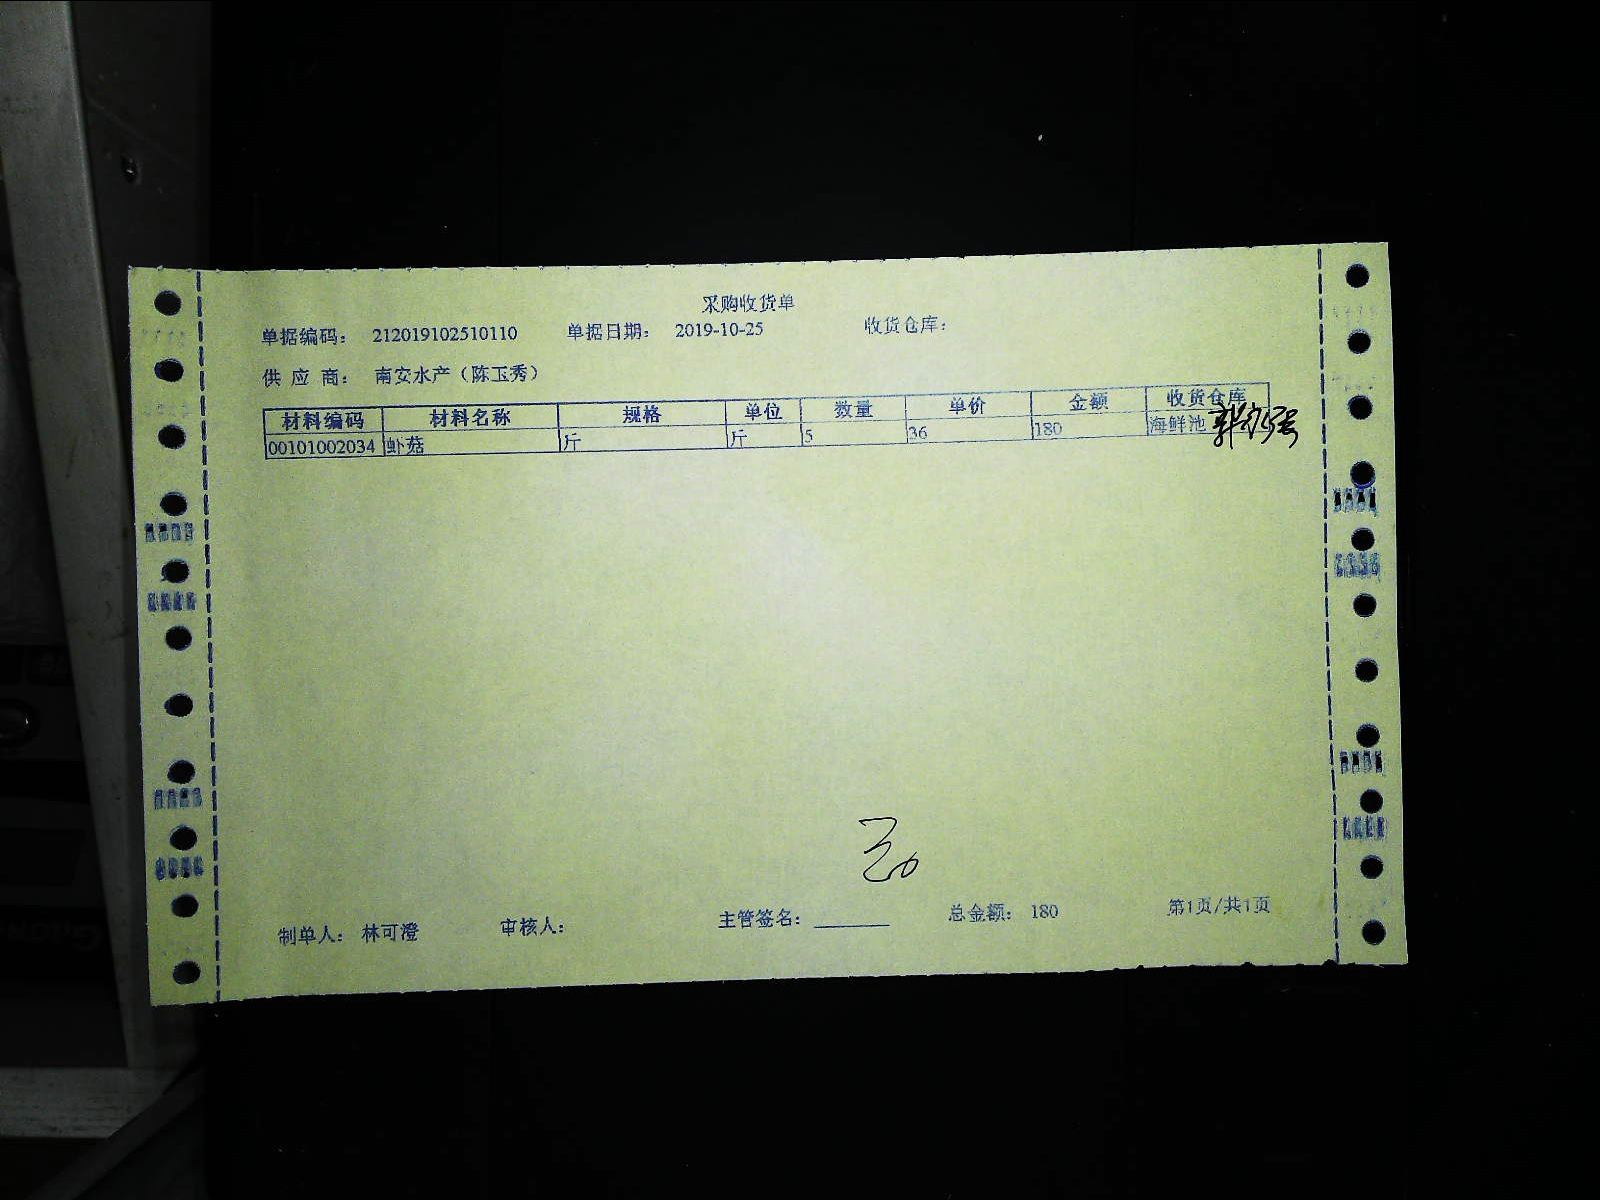 采购收货单
单据编码： 212019102510110 单据日期： 2019-10-25 收货仓库：
供 应 商： 南安水产（陈玉秀）
材料编码 材料名称 规格 单位 数量 单价 金额 收货仓库
00101002034 虾菇 斤 斤 5 36 180 海鲜池
制单人： 林可澄 审核人： 主管签名： 总金额： 180 第1页/共1页